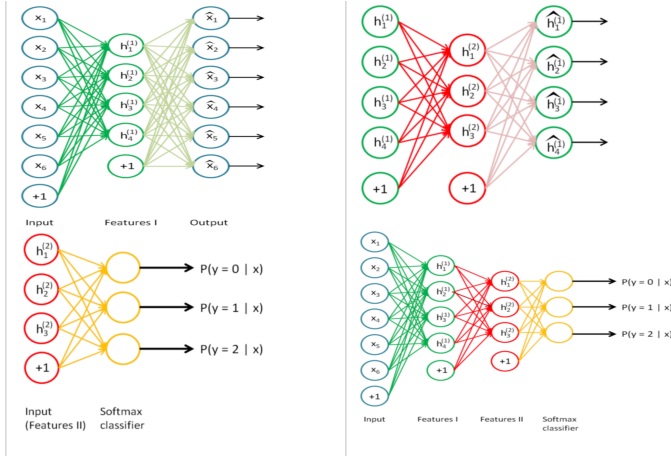 x₁ h₁⁽¹⁾ x̂₁
x₂ h₂⁽¹⁾ x̂₂
x₃ h₃⁽¹⁾ x̂₃
x₄ h₄⁽¹⁾ x̂₄
x₅ +1 x̂₅
x₆ x̂₆
+1
Input Features I Output
h₁⁽¹⁾ h₁⁽²⁾ ĥ₁⁽¹⁾
h₂⁽¹⁾ h₂⁽²⁾ ĥ₂⁽¹⁾
h₃⁽¹⁾ h₃⁽²⁾ ĥ₃⁽¹⁾
h₄⁽¹⁾ ĥ₄⁽¹⁾
+1 +1
h₁⁽²⁾ P(y = 0 | x)
h₂⁽²⁾ P(y = 1 | x)
h₃⁽²⁾ P(y = 2 | x)
+1
Input Softmax
(Features II) classifier
x₁ h₁⁽¹⁾ h₁⁽²⁾ P(y = 0 | x)
x₂ h₂⁽¹⁾ h₂⁽²⁾ P(y = 1 | x)
x₃ h₃⁽¹⁾ h₃⁽²⁾ P(y = 2 | x)
x₄ h₄⁽¹⁾ +1
x₅ +1
x₆
+1
Input Features I Features II Softmax
classifier